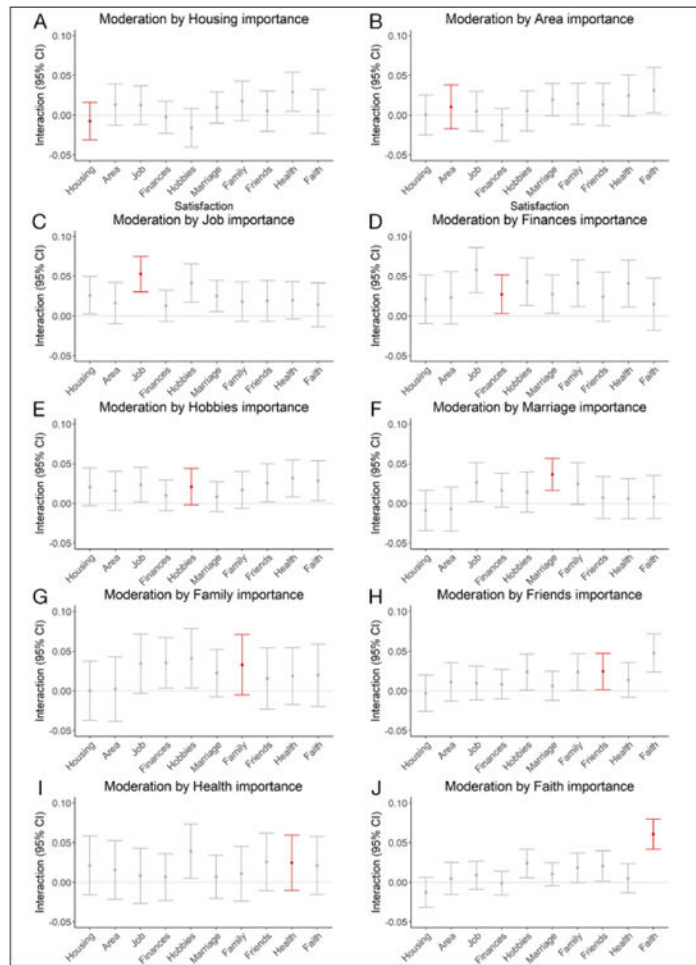 A Moderation by Housing importance
Interaction (95% CI)
0.10
0.05
0.00
-0.05
Housing Area Job Finances Hobbies Marriage Family Friends Health Faith
Satisfaction
B Moderation by Area importance
Interaction (95% CI)
0.10
0.05
0.00
-0.05
Housing Area Job Finances Hobbies Marriage Family Friends Health Faith
Satisfaction
C Moderation by Job importance
Interaction (95% CI)
0.10
0.05
0.00
-0.05
Housing Area Job Finances Hobbies Marriage Family Friends Health Faith
D Moderation by Finances importance
Interaction (95% CI)
0.10
0.05
0.00
-0.05
Housing Area Job Finances Hobbies Marriage Family Friends Health Faith
E Moderation by Hobbies importance
Interaction (95% CI)
0.10
0.05
0.00
-0.05
Housing Area Job Finances Hobbies Marriage Family Friends Health Faith
F Moderation by Marriage importance
Interaction (95% CI)
0.10
0.05
0.00
-0.05
Housing Area Job Finances Hobbies Marriage Family Friends Health Faith
G Moderation by Family importance
Interaction (95% CI)
0.10
0.05
0.00
-0.05
Housing Area Job Finances Hobbies Marriage Family Friends Health Faith
H Moderation by Friends importance
Interaction (95% CI)
0.10
0.05
0.00
-0.05
Housing Area Job Finances Hobbies Marriage Family Friends Health Faith
I Moderation by Health importance
Interaction (95% CI)
0.10
0.05
0.00
-0.05
Housing Area Job Finances Hobbies Marriage Family Friends Health Faith
J Moderation by Faith importance
Interaction (95% CI)
0.10
0.05
0.00
-0.05
Housing Area Job Finances Hobbies Marriage Family Friends Health Faith